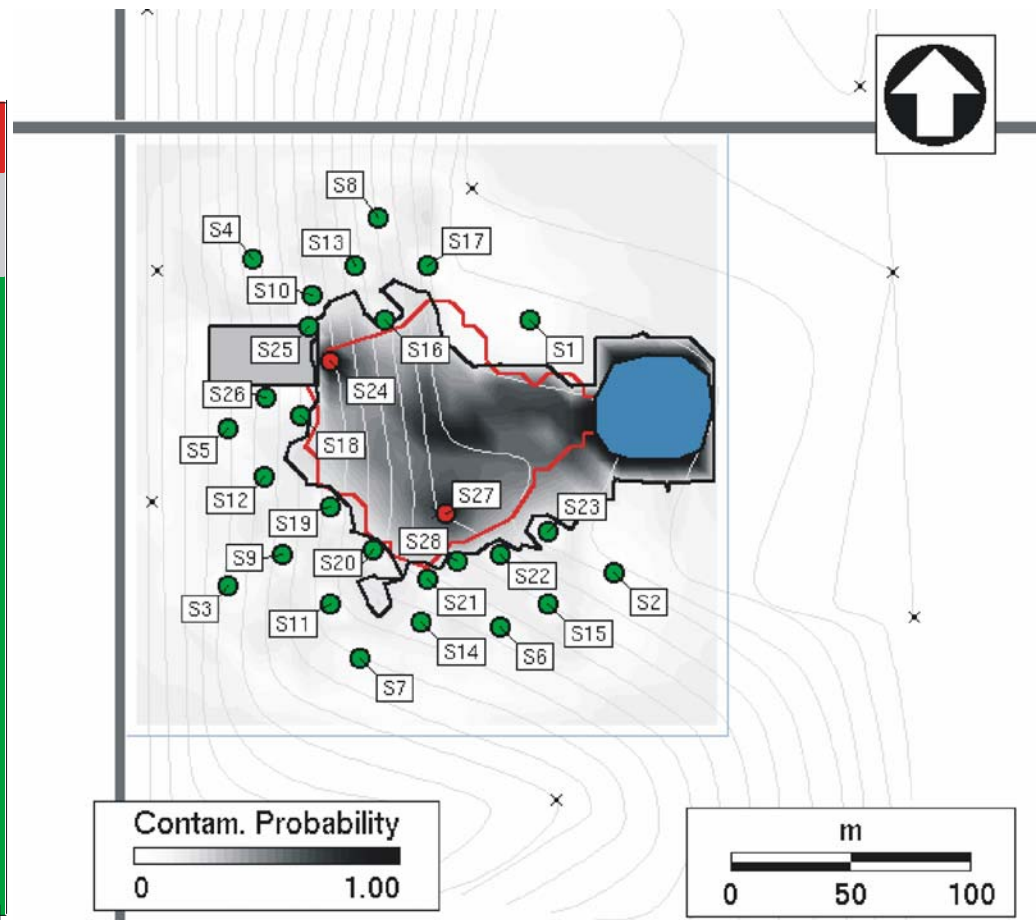 S8
S4
S13
S17
S10
S25
S16
S1
S24
S26
S5
S18
S12
S27
S19
S23
S28
S9
S20
S22
S3
S21
S2
S11
S15
S14
S6
S7
Contam. Probability
0 1.00
m
0 50 100